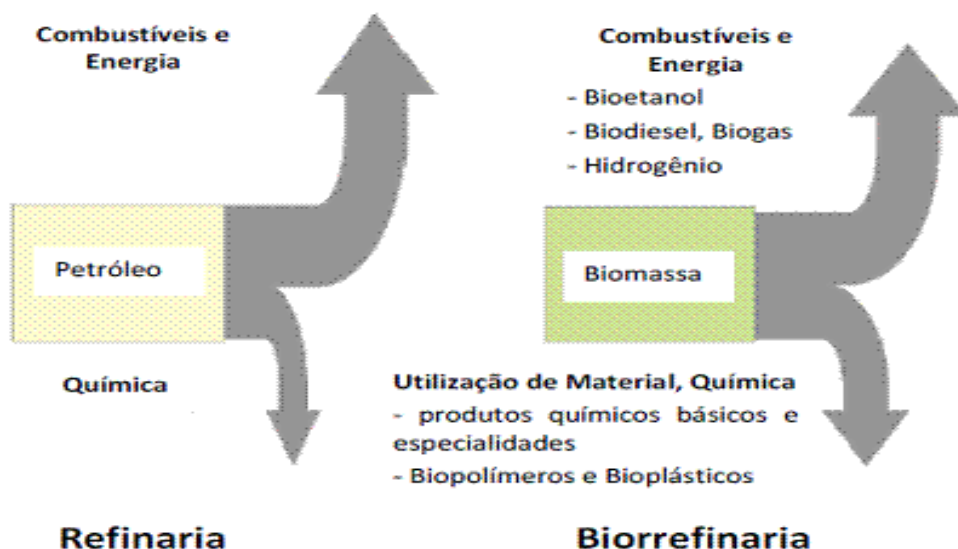 Combustíveis e
Energia
Petróleo
Química
Refinaria
Combustíveis e
Energia
- Bioetanol
- Biodiesel, Biogas
- Hidrogênio
Biomassa
Utilização de Material, Química
- produtos químicos básicos e
especialidades
- Biopolímeros e Bioplásticos
Biorrefinaria